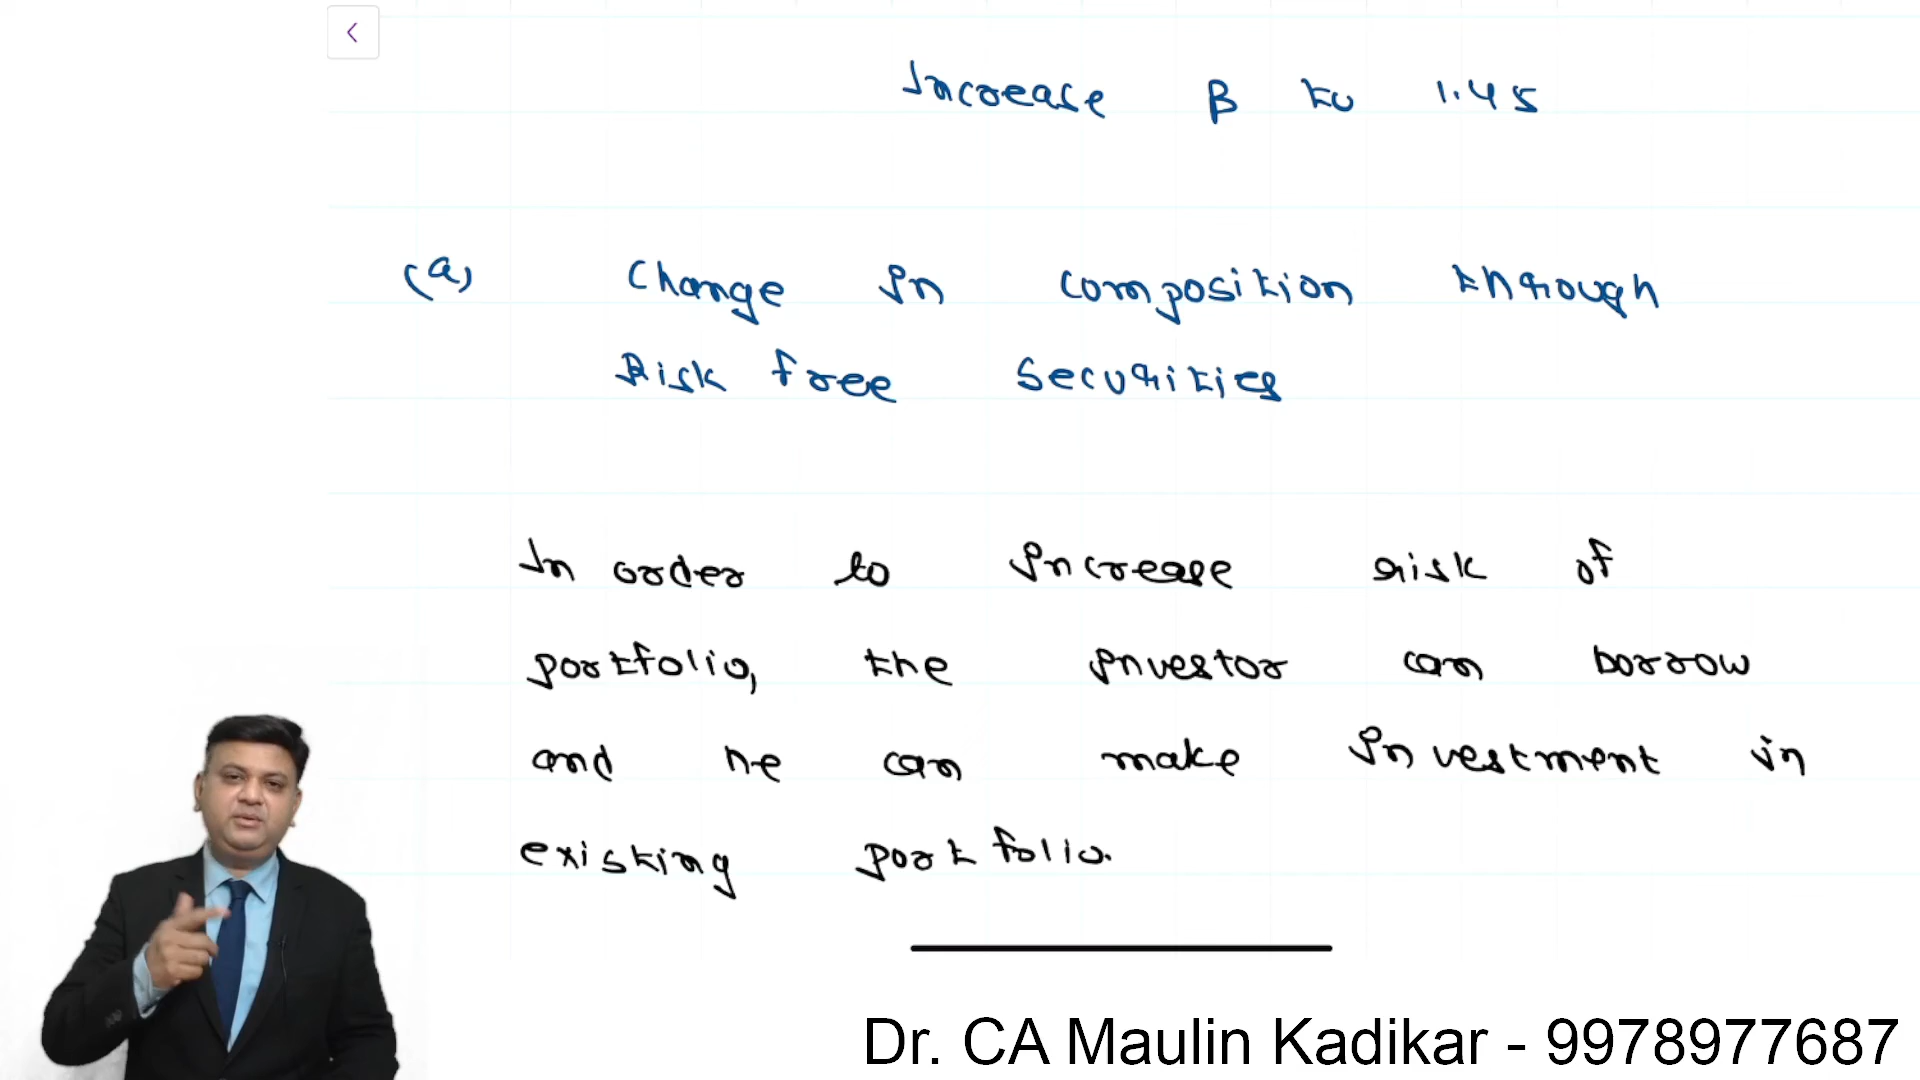 Increase β to 1.45
(a) Change in composition through
Risk free securities
In order to increase risk of
portfolio, the investor can borrow
and he can make investment in
existing portfolio.
Dr. CA Maulin Kadikar - 9978977687